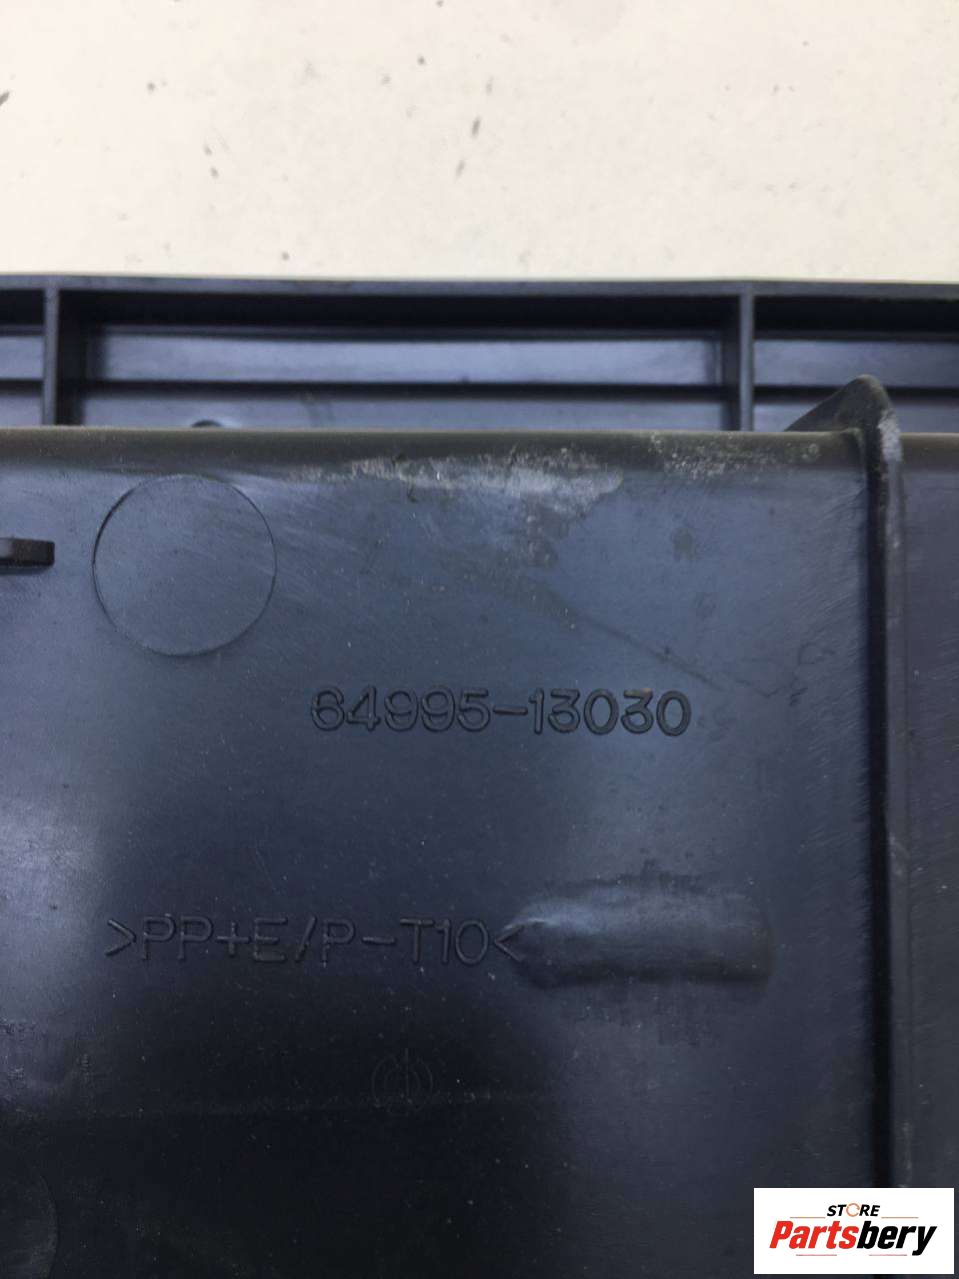 64995-13030
>PP+E/P-T10<
STORE
Partsbery